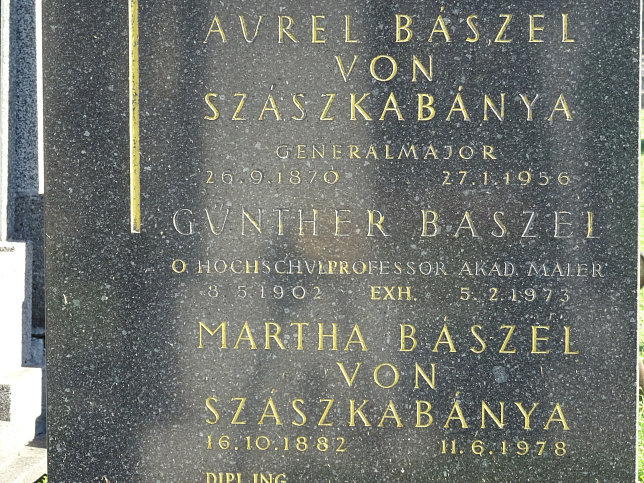 AVREL BÁSZEL
VON
SZÁSZKABÁNYA
GENERALMAJOR
26.9.1870 27.1.1956
GÜNTHER BASZEL
O HOCHSCHVLPROFESSOR AKAD. MALER
8.5.1902 EXH. 5.2.1973
MARTHA BÁSZEL
VON
SZÁSZKABÁNYA
16.10.1882 11.6.1978
DIPL. ING.